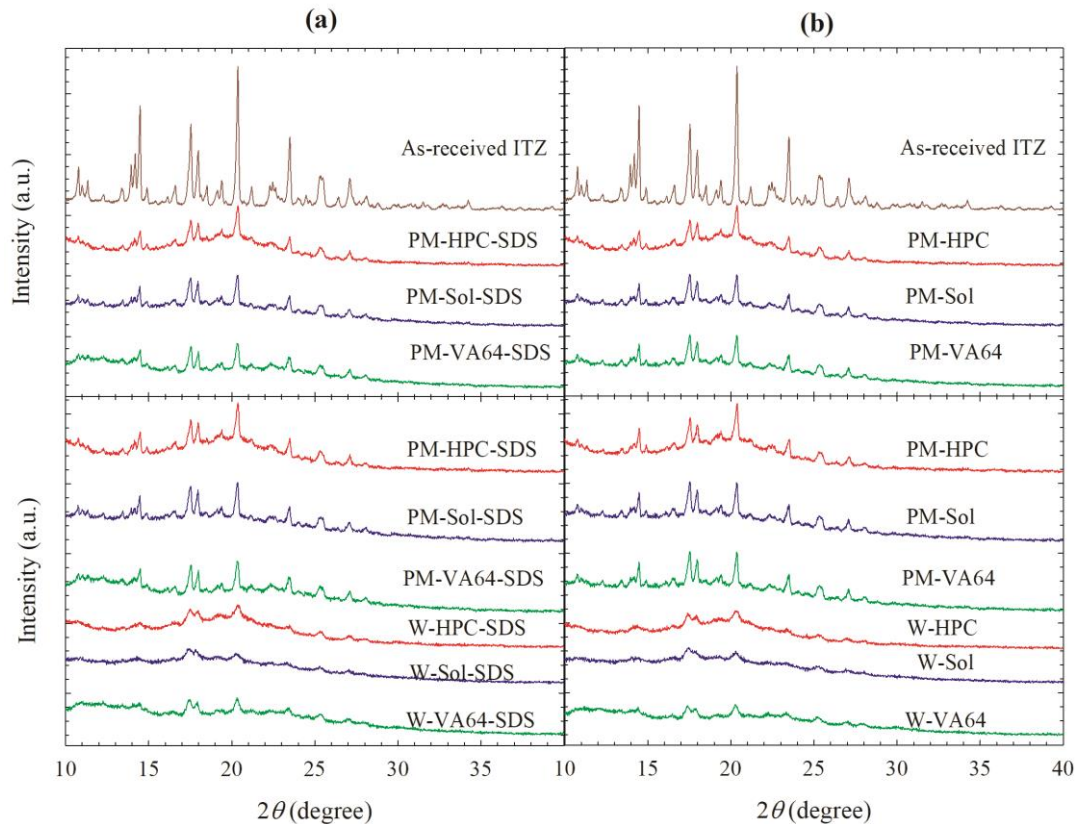 (a) (b)
Intensity (a.u.)
As-received ITZ As-received ITZ
PM-HPC-SDS PM-HPC
PM-Sol-SDS PM-Sol
PM-VA64-SDS PM-VA64
Intensity (a.u.)
PM-HPC-SDS PM-HPC
PM-Sol-SDS PM-Sol
PM-VA64-SDS PM-VA64
W-HPC-SDS W-HPC
W-Sol-SDS W-Sol
W-VA64-SDS W-VA64
10 15 20 25 30 35 40 10 15 20 25 30 35 40
2θ (degree) 2θ (degree)